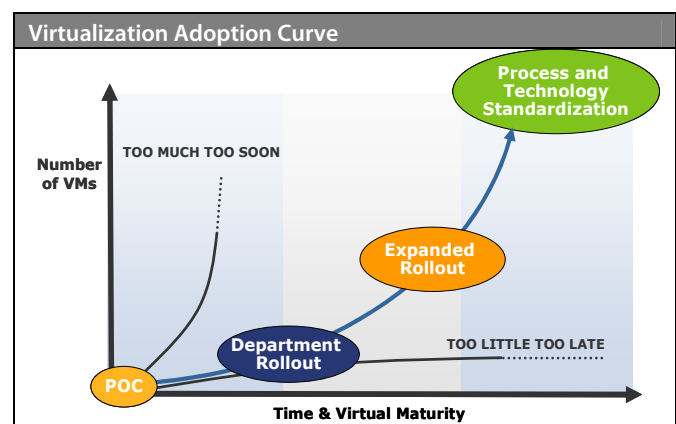 Virtualization Adoption Curve
Process and
Technology
Standardization
TOO MUCH TOO SOON
Number
of VMs
Expanded
Rollout
Department
Rollout
TOO LITTLE TOO LATE
POC
Time & Virtual Maturity